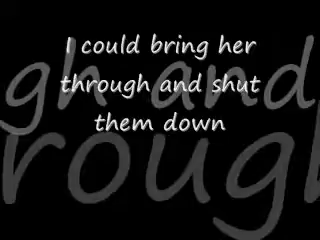 I could bring her
through and shut
them down
gh and
rough